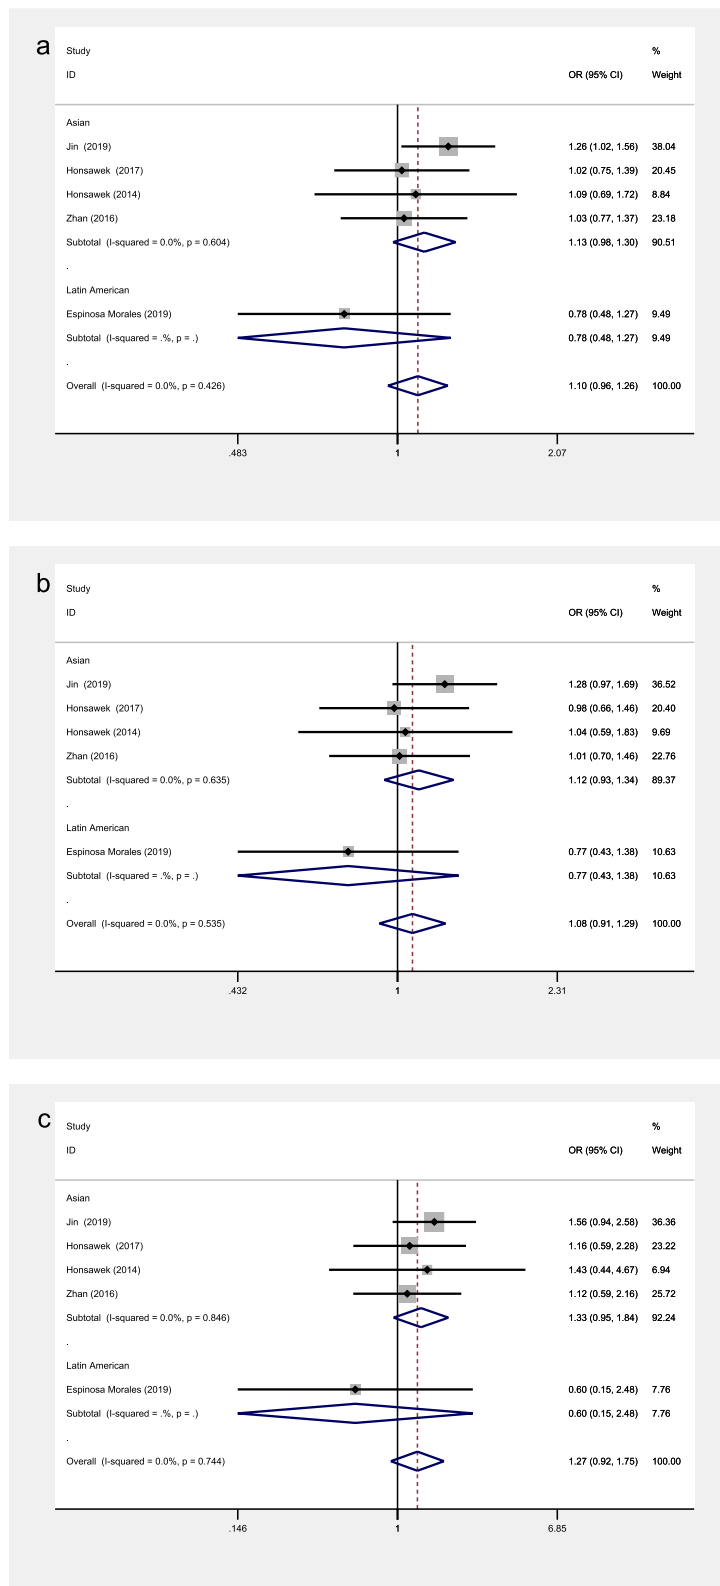 a
Study %
ID OR (95% CI) Weight
Asian
Jin (2019) 1.26 (1.02, 1.56) 38.04
Honsawek (2017) 1.02 (0.75, 1.39) 20.45
Honsawek (2014) 1.09 (0.69, 1.72) 8.84
Zhan (2016) 1.03 (0.77, 1.37) 23.18
Subtotal (I-squared = 0.0%, p = 0.604) 1.13 (0.98, 1.30) 90.51
.
Latin American
Espinosa Morales (2019) 0.78 (0.48, 1.27) 9.49
Subtotal (I-squared = .%, p = .) 0.78 (0.48, 1.27) 9.49
.
Overall (I-squared = 0.0%, p = 0.426) 1.10 (0.96, 1.26) 100.00
.483 1 2.07
b
Study %
ID OR (95% CI) Weight
Asian
Jin (2019) 1.28 (0.97, 1.69) 36.52
Honsawek (2017) 0.98 (0.66, 1.46) 20.40
Honsawek (2014) 1.04 (0.59, 1.83) 9.69
Zhan (2016) 1.01 (0.70, 1.46) 22.76
Subtotal (I-squared = 0.0%, p = 0.635) 1.12 (0.93, 1.34) 89.37
.
Latin American
Espinosa Morales (2019) 0.77 (0.43, 1.38) 10.63
Subtotal (I-squared = .%, p = .) 0.77 (0.43, 1.38) 10.63
.
Overall (I-squared = 0.0%, p = 0.535) 1.08 (0.91, 1.29) 100.00
.432 1 2.31
c
Study %
ID OR (95% CI) Weight
Asian
Jin (2019) 1.56 (0.94, 2.58) 36.36
Honsawek (2017) 1.16 (0.59, 2.28) 23.22
Honsawek (2014) 1.43 (0.44, 4.67) 6.94
Zhan (2016) 1.12 (0.59, 2.16) 25.72
Subtotal (I-squared = 0.0%, p = 0.846) 1.33 (0.95, 1.84) 92.24
.
Latin American
Espinosa Morales (2019) 0.60 (0.15, 2.48) 7.76
Subtotal (I-squared = .%, p = .) 0.60 (0.15, 2.48) 7.76
.
Overall (I-squared = 0.0%, p = 0.744) 1.27 (0.92, 1.75) 100.00
.146 1 6.85